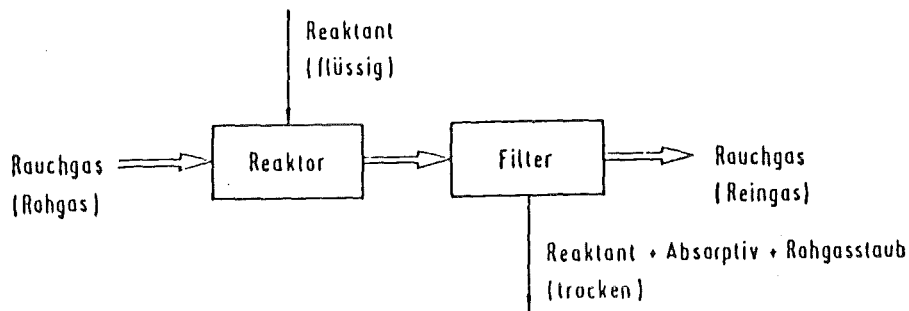 Reaktant
(flüssig)
Rauchgas
(Rohgas)
Reaktor
Filter
Rauchgas
(Reingas)
Reaktant + Absorptiv + Rohgasstaub
(trocken)